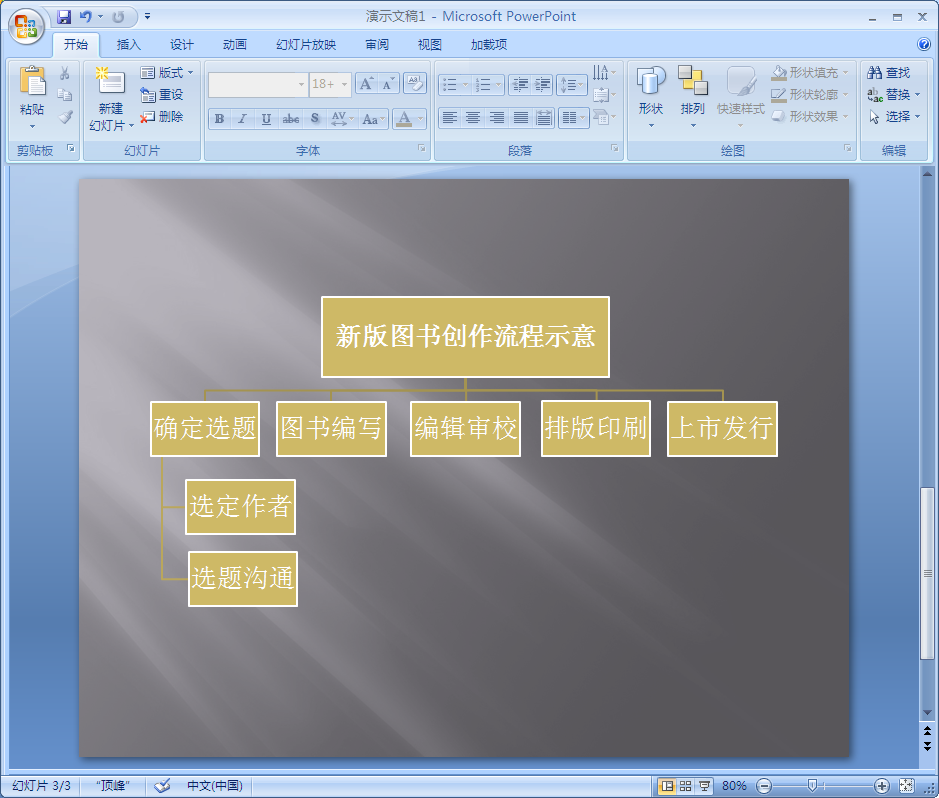 演示文稿1 - Microsoft PowerPoint
开始 插入 设计 动画 幻灯片放映 审阅 视图 加载项
粘贴
剪贴板
新建
幻灯片
版式
重设
删除
幻灯片
18+
B I U abc S AV Aa A
字体
段落
形状 排列 快速样式
形状填充
形状轮廓
形状效果
绘图
查找
替换
选择
编辑
新版图书创作流程示意
确定选题 图书编写 编辑审校 排版印刷 上市发行
选定作者
选题沟通
幻灯片 3/3 “顶峰” 中文(中国) 80%